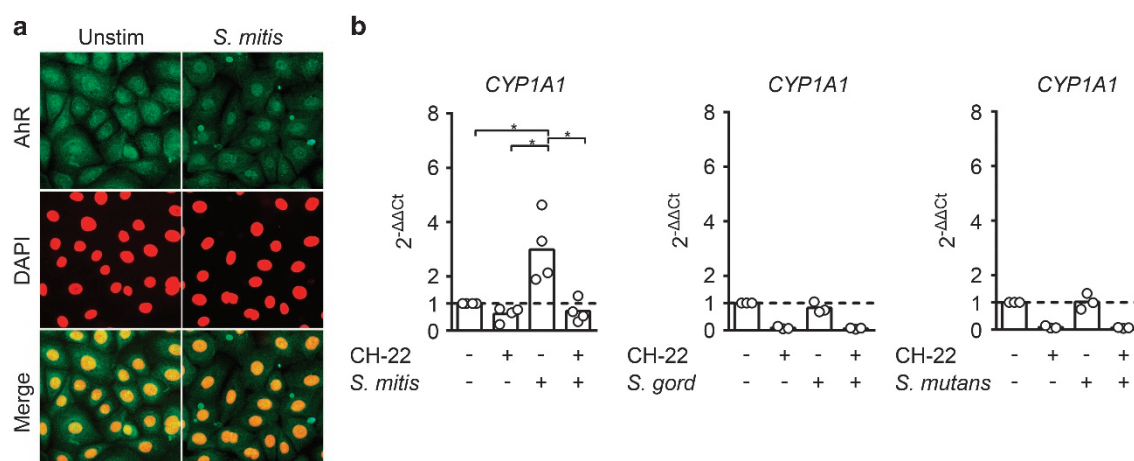 a
Unstim S. mitis
AhR
DAPI
Merge
b
CYP1A1
2-ΔΔCt
8
6
4
2
1
0
* * *
CH-22 - + - +
S. mitis - - + +
CYP1A1
2-ΔΔCt
8
6
4
2
1
0
CH-22 - + - +
S. gord - - + +
CYP1A1
2-ΔΔCt
8
6
4
2
1
0
CH-22 - + - +
S. mutans - - + +